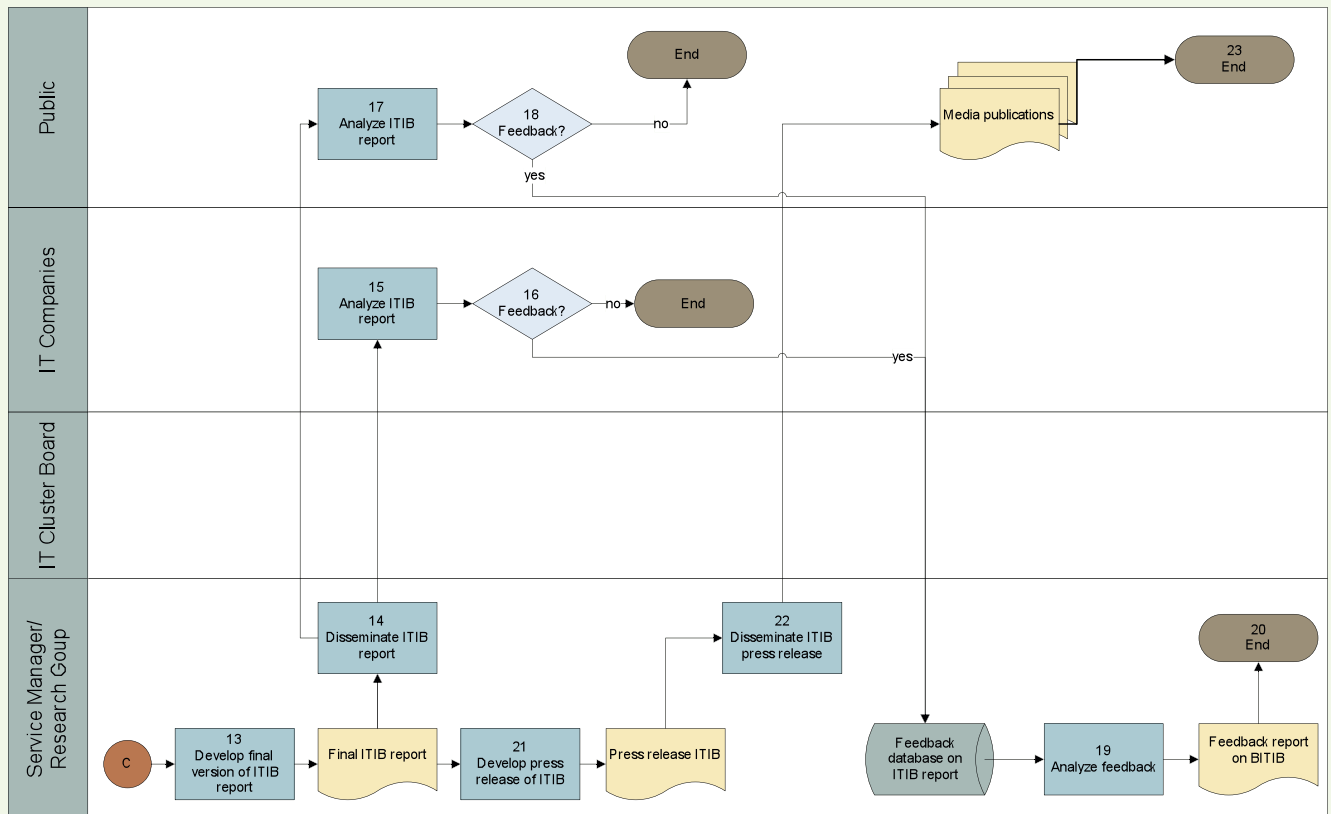 Public
17
Analyze ITIB
report
18
Feedback?
no
yes
End
Media publications
23
End
IT Companies
15
Analyze ITIB
report
16
Feedback?
no
End
yes
IT Cluster Board
Service Manager/
Research Goup
14
Disseminate ITIB
report
22
Disseminate ITIB
press release
20
End
C
13
Develop final
version of ITIB
report
Final ITIB report
21
Develop press
release of ITIB
Press release ITIB
Feedback
database on
ITIB report
19
Analyze feedback
Feedback report
on BITIB